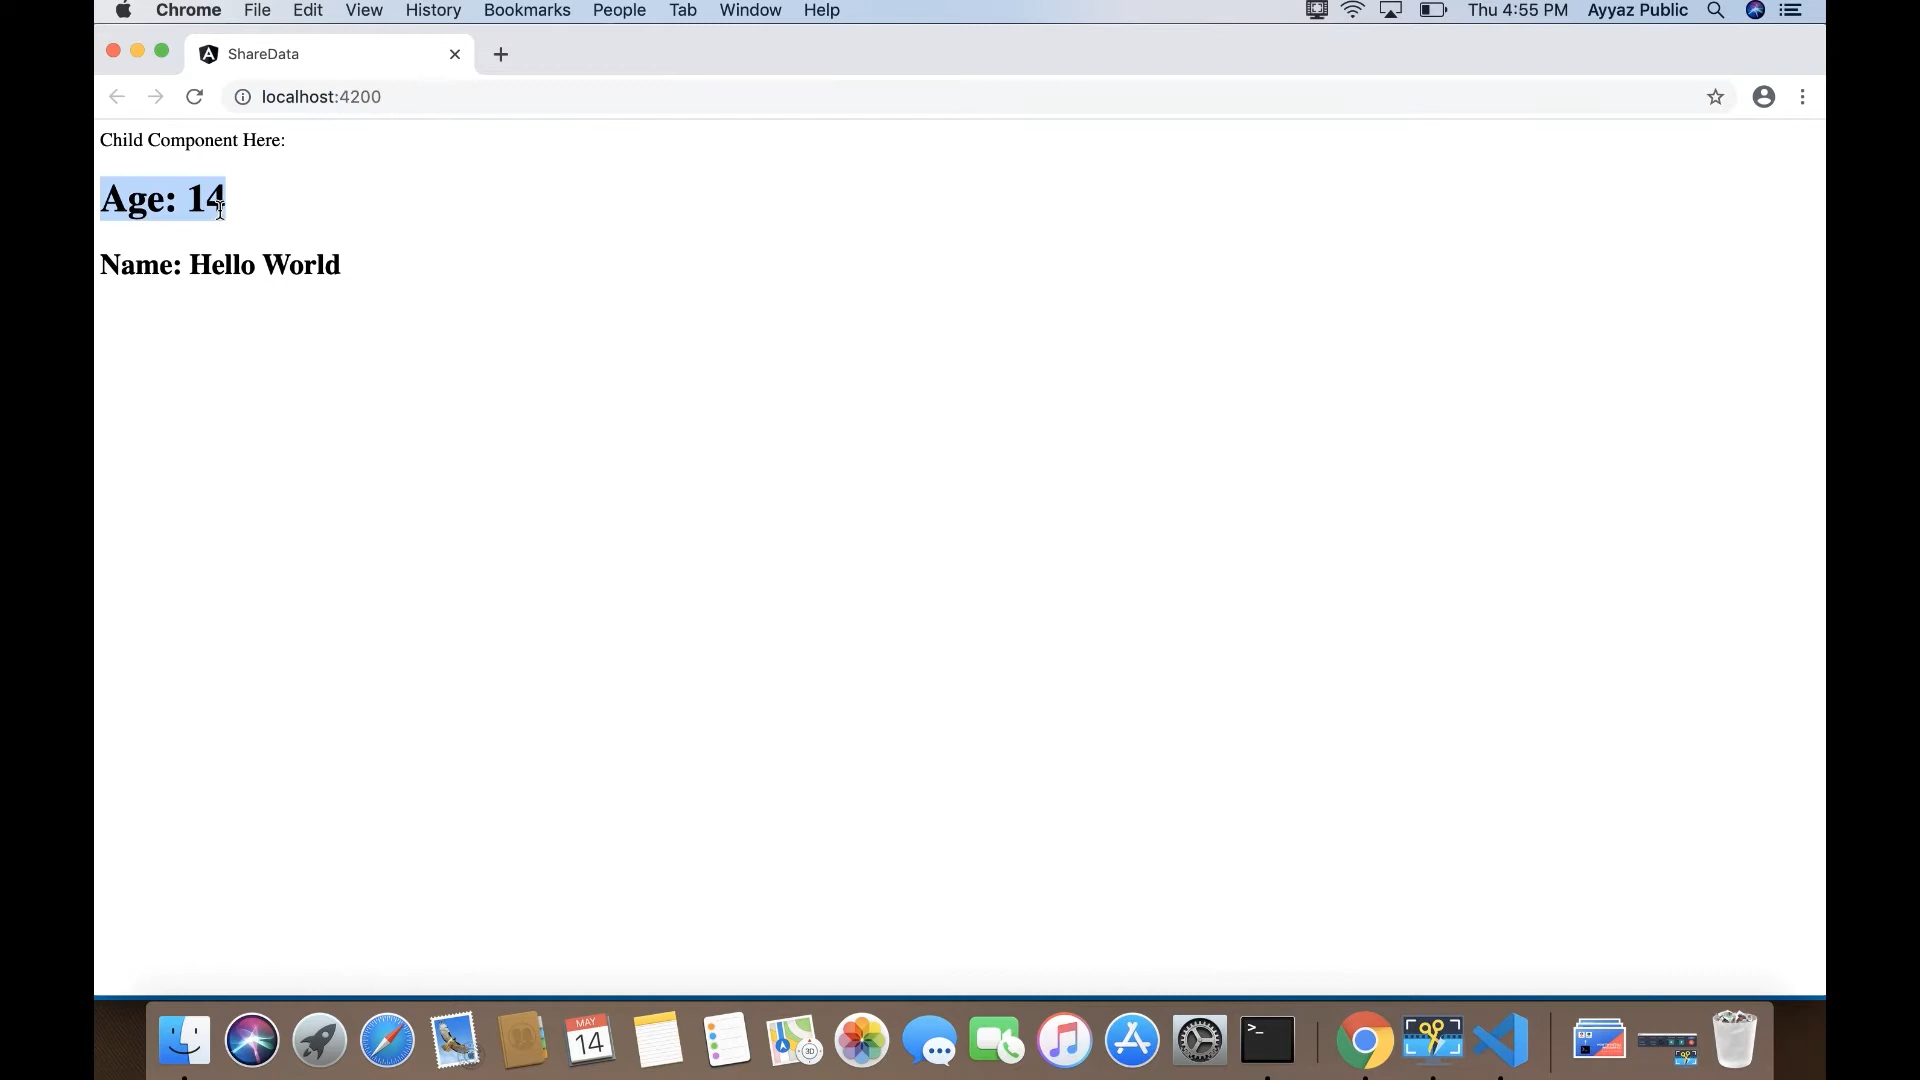 Chrome File Edit View History Bookmarks People Tab Window Help Thu 4:55 PM Ayyaz Public
ShareData
localhost:4200
Child Component Here:
Age: 14
Name: Hello World
MAY
14
3D
>_